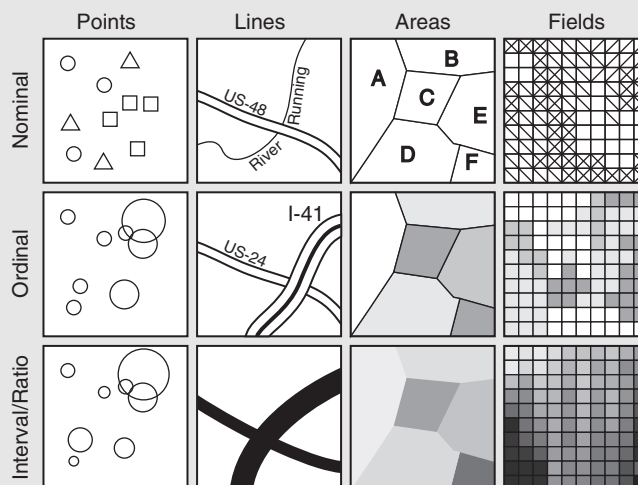 Points Lines Areas Fields
Nominal
US-48
Running
River
A
B
C
E
D
F
Ordinal
I-41
US-24
Interval/Ratio